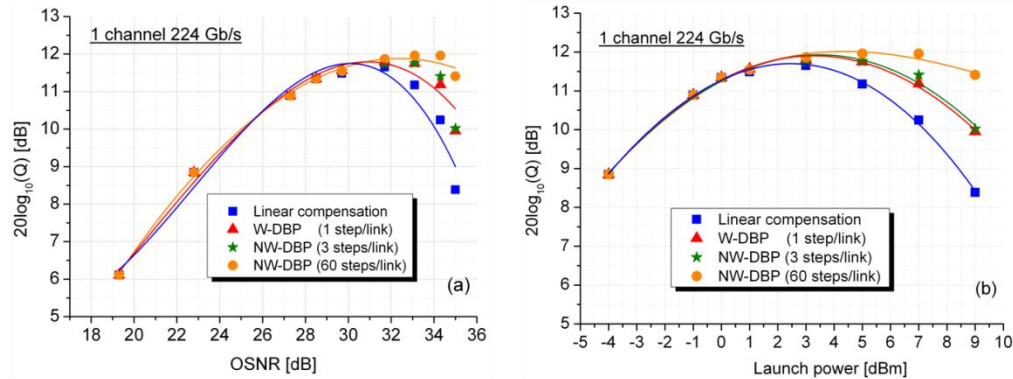 1 channel 224 Gb/s
20log10(Q) [dB]
13
12
11
10
9
8
7
6
5
Linear compensation
W-DBP (1 step/link)
NW-DBP (3 steps/link)
NW-DBP (60 steps/link)
(a)
18 20 22 24 26 28 30 32 34 36
OSNR [dB]
1 channel 224 Gb/s
20log10(Q) [dB]
13
12
11
10
9
8
7
6
5
Linear compensation
W-DBP (1 step/link)
NW-DBP (3 steps/link)
NW-DBP (60 steps/link)
(b)
-5 -4 -3 -2 -1 0 1 2 3 4 5 6 7 8 9 10
Launch power [dBm]